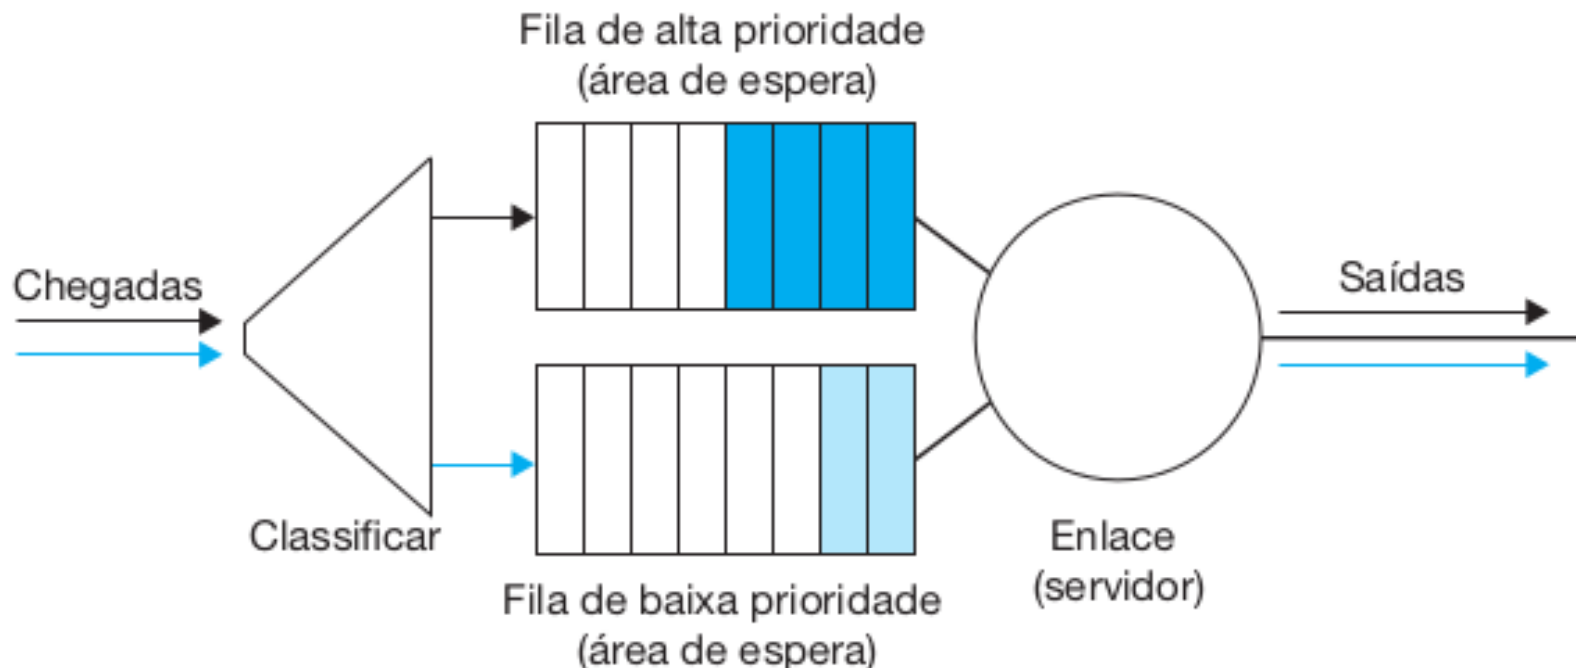 Fila de alta prioridade
(área de espera)
Chegadas
Saídas
Classificar
Enlace
(servidor)
Fila de baixa prioridade
(área de espera)